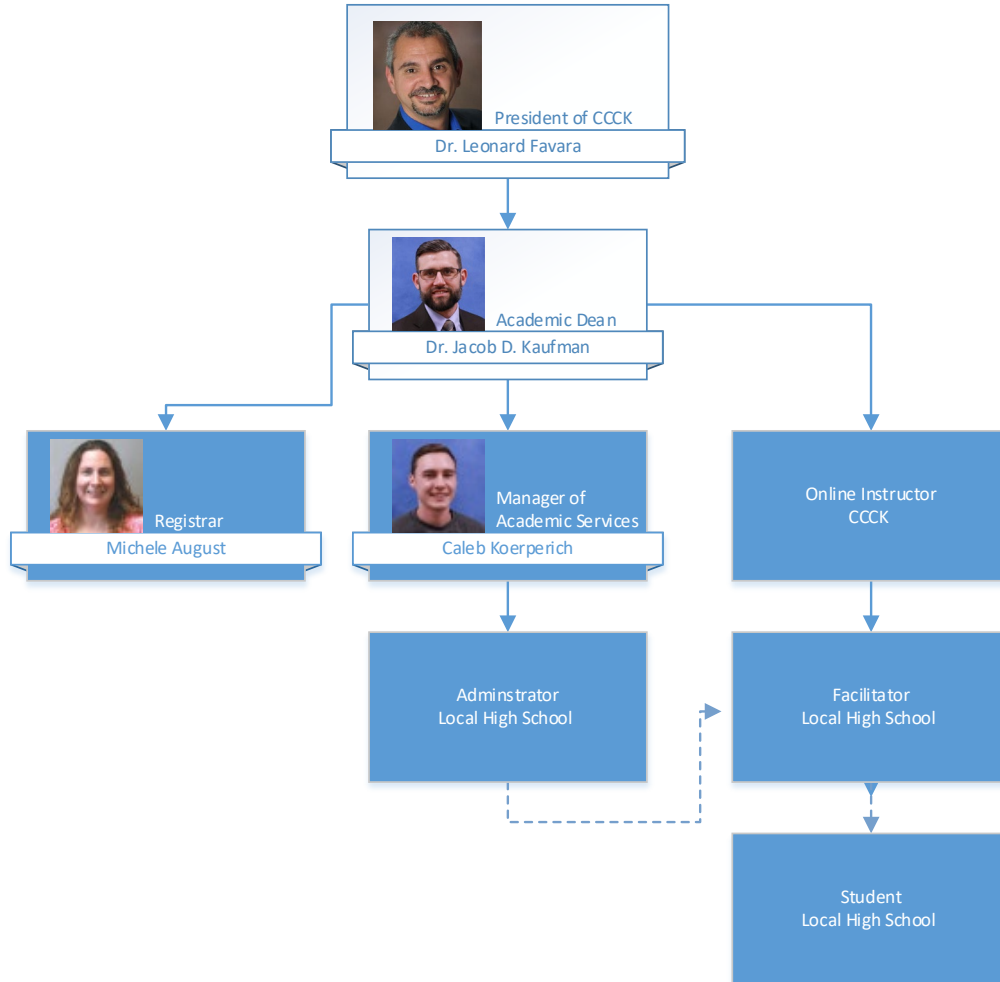 President of CCCK
Dr. Leonard Favara
Academic Dean
Dr. Jacob D. Kaufman
Registrar
Michele August
Manager of
Academic Services
Caleb Koerperich
Online Instructor
CCCK
Adminstrator
Local High School
Facilitator
Local High School
Student
Local High School